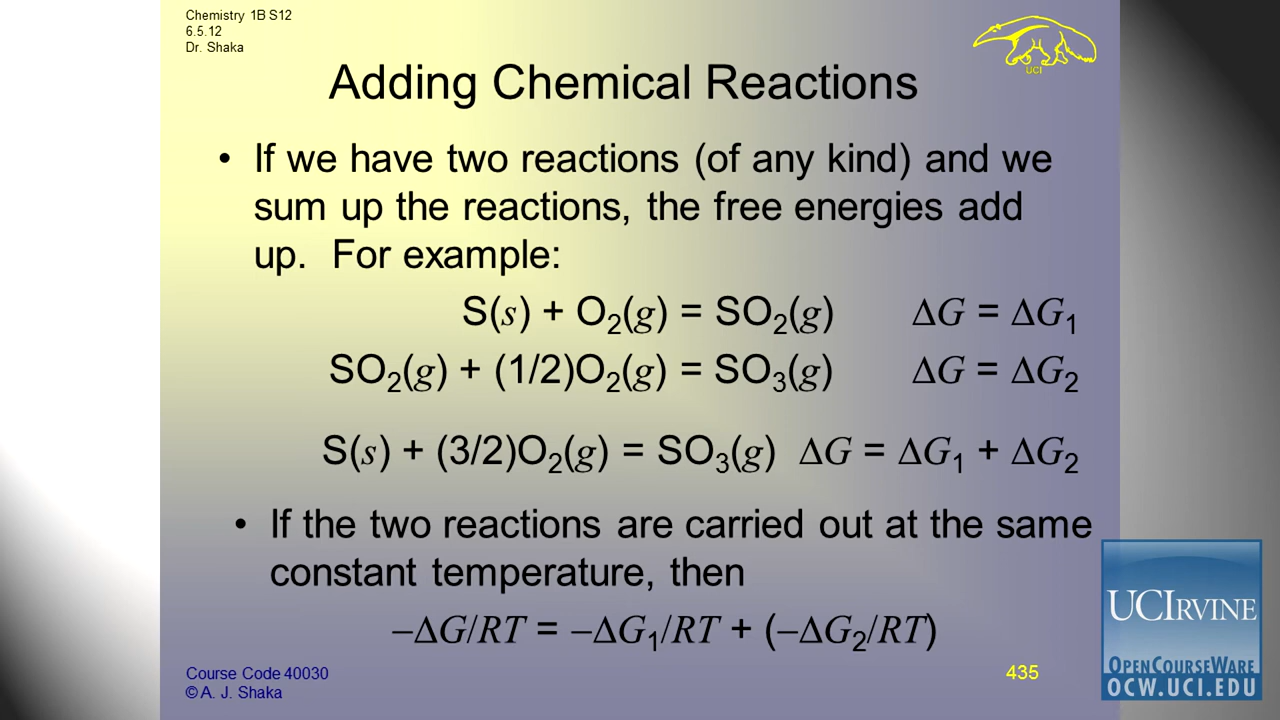 Chemistry 1B S12
6.5.12
Dr. Shaka
UCI
Adding Chemical Reactions
• If we have two reactions (of any kind) and we
sum up the reactions, the free energies add
up. For example:
S(s) + O₂(g) = SO₂(g) ΔG = ΔG₁
SO₂(g) + (1/2)O₂(g) = SO₃(g) ΔG = ΔG₂
S(s) + (3/2)O₂(g) = SO₃(g) ΔG = ΔG₁ + ΔG₂
• If the two reactions are carried out at the same
constant temperature, then
–ΔG/RT = –ΔG₁/RT + (–ΔG₂/RT)
Course Code 40030
© A. J. Shaka
435
UCIRVINE
OPENCOURSEWARE
OCW.UCI.EDU